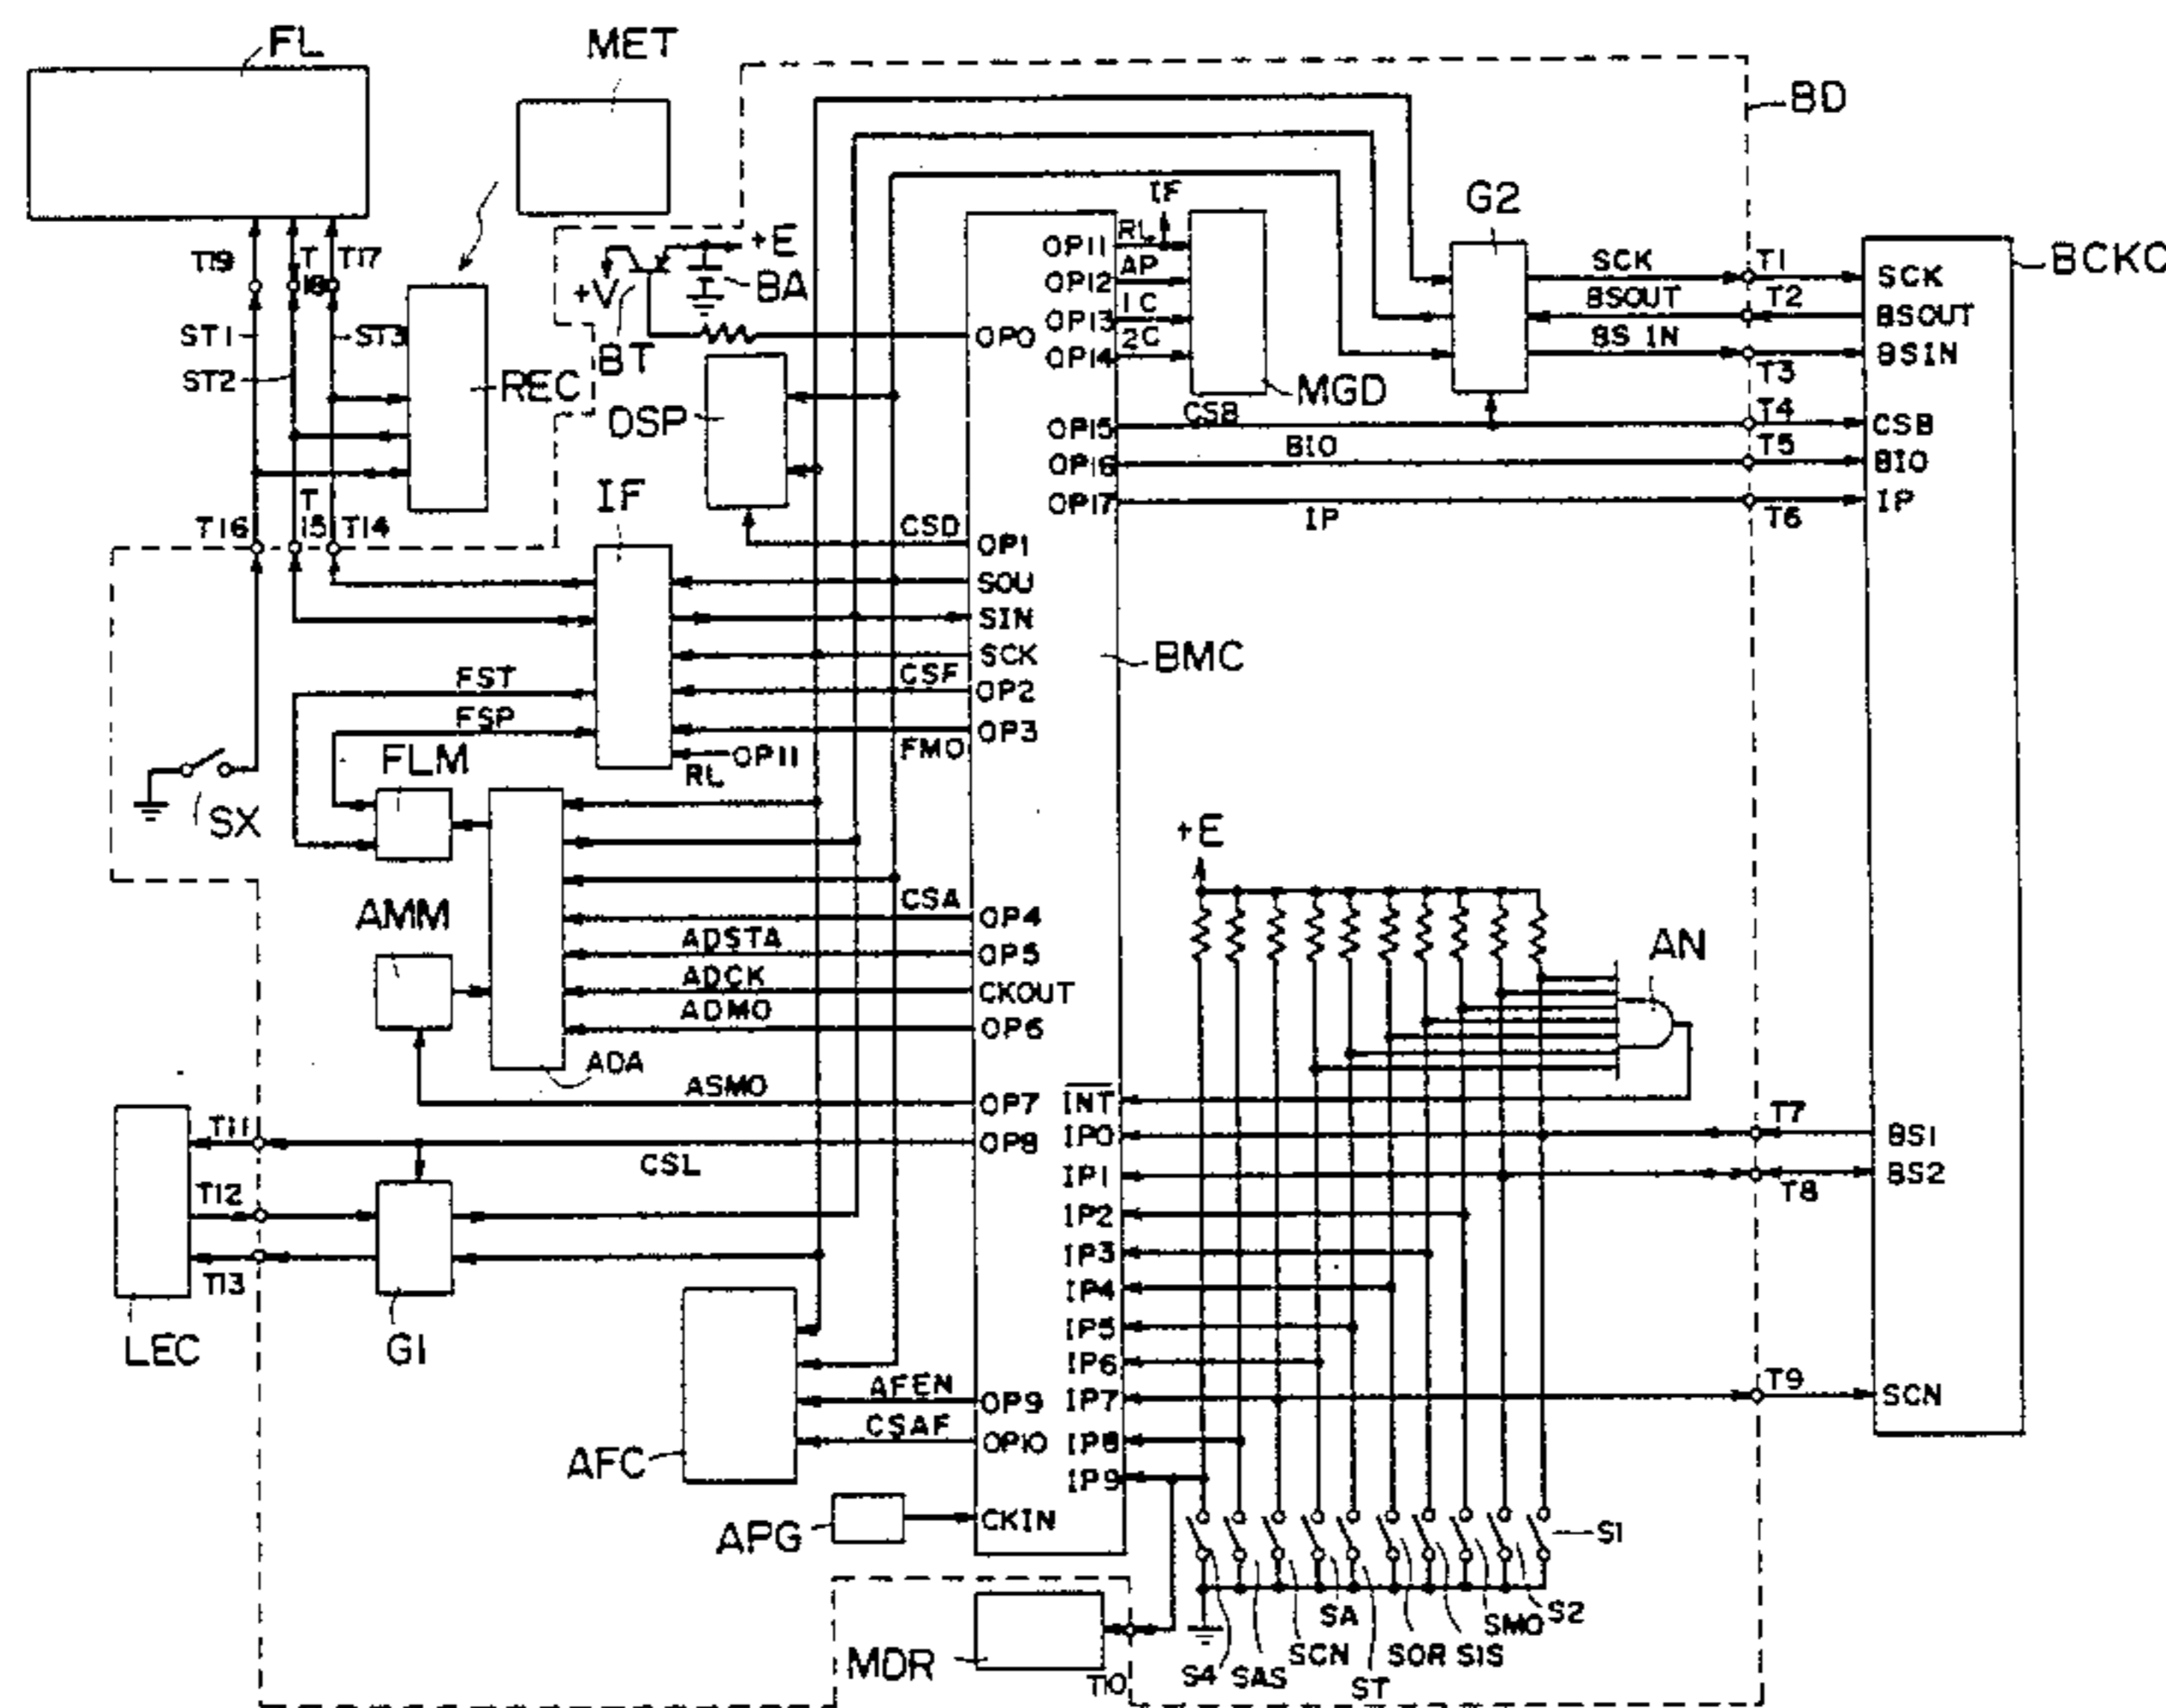 FL
MET
BD
T19
T
18
T17
+E
+V
BA
BT
ST1
ST2
ST3
REC
DSP
OP0
OP11
OP12
OP13
OP14
OP15
OP16
OP17
RL
AP
1C
2C
IF
MGD
G2
SCK
BSOUT
BS IN
T1
T2
T3
T4
T5
T6
SCK
BSOUT
BSIN
CSB
BIO
IP
BCKC
CSB
BIO
IP
T16
T
15
T14
IF
CSD
OP1
SOU
SIN
SCK
CSF
OP2
FMO
OP3
RL
OP11
BMC
FST
FSP
FLM
SX
AMM
CSA
OP4
ADSTA
OP5
ADCK
CKOUT
ADMO
OP6
ADA
ASMO
OP7
OP8
CSL
+E
AN
INT
IP0
IP1
IP2
IP3
IP4
IP5
IP6
IP7
IP8
IP9
T7
T8
T9
BS1
BS2
SCN
T11
T12
T13
LEC
G1
AFC
AFEN
OP9
CSAF
OP10
APG
CKIN
MDR
T10
S4
SAS
SCN
SA
ST
SOR
SIS
SMO
S2
S1